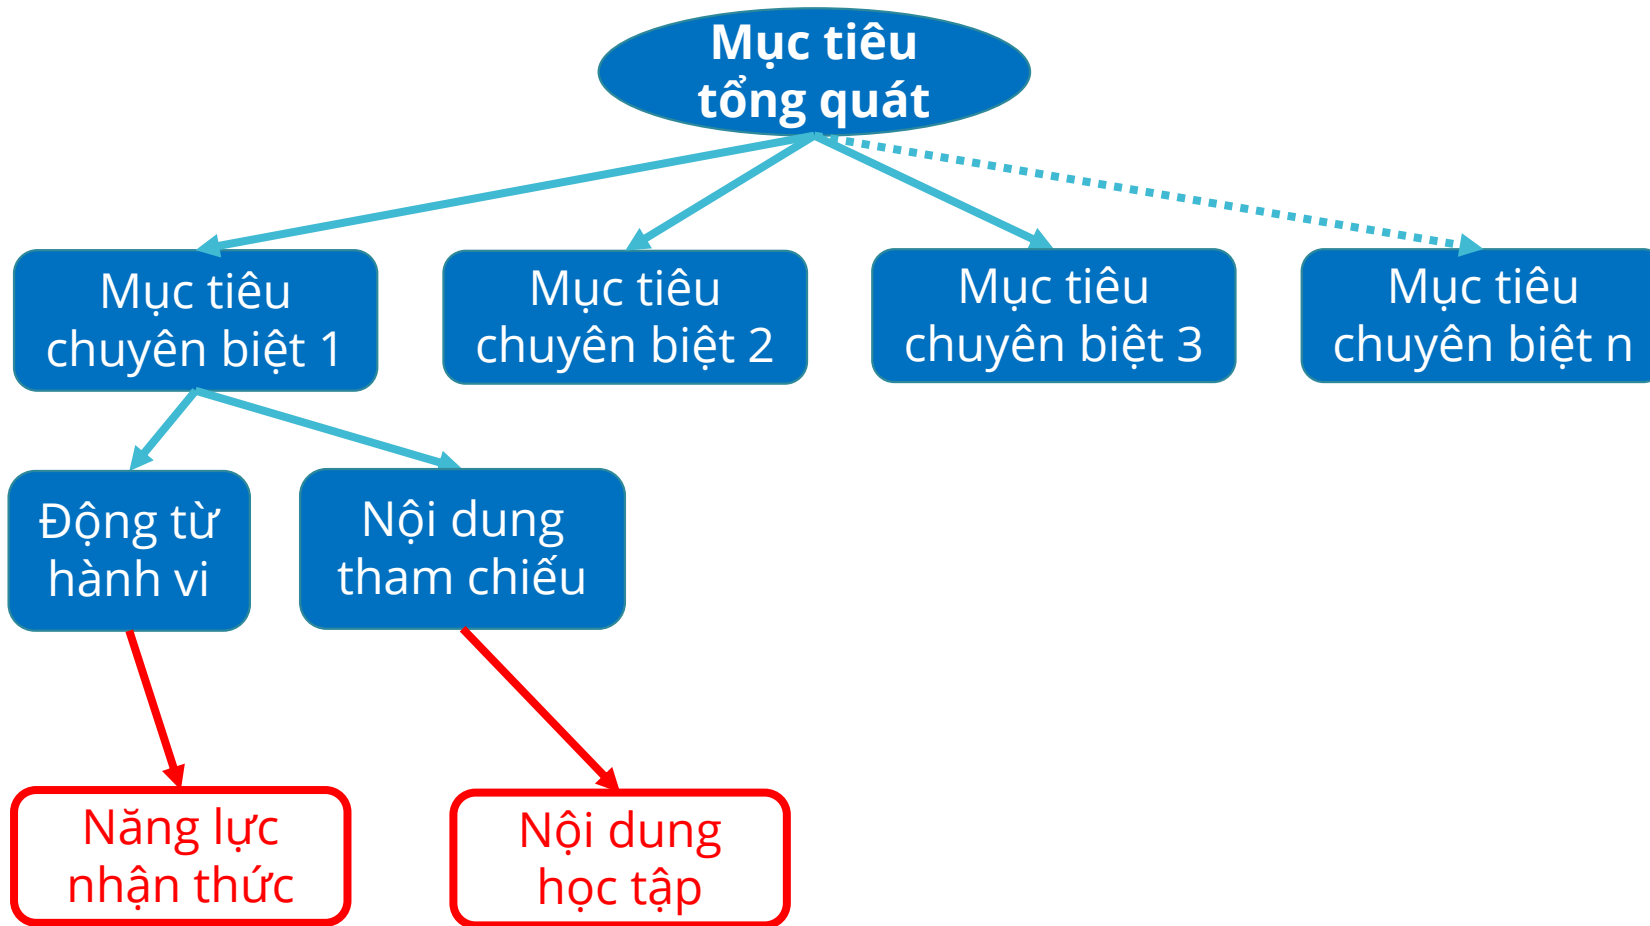 Mục tiêu
tổng quát
Mục tiêu
chuyên biệt 1
Mục tiêu
chuyên biệt 2
Mục tiêu
chuyên biệt 3
Mục tiêu
chuyên biệt n
Động từ
hành vi
Nội dung
tham chiếu
Năng lực
nhận thức
Nội dung
học tập